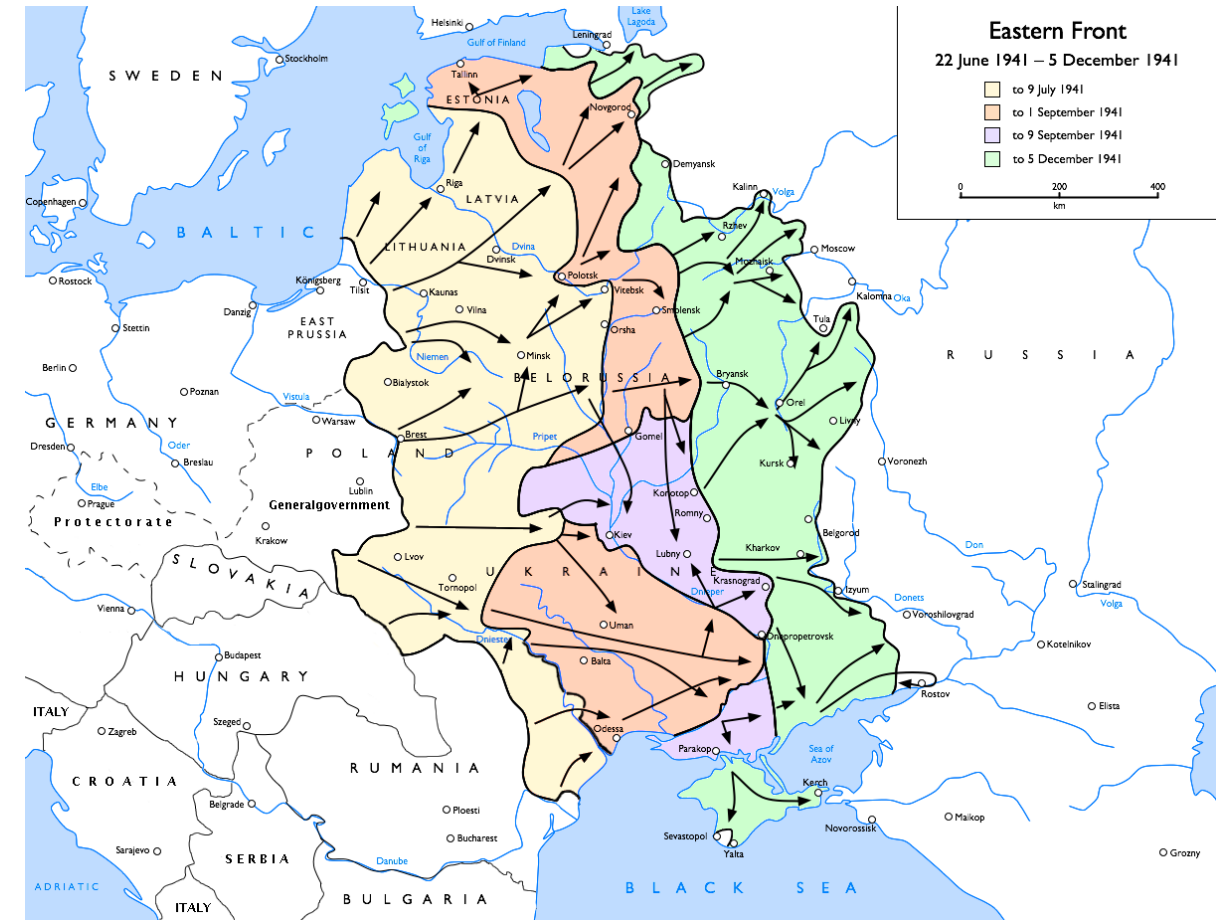 Eastern Front
22 June 1941 – 5 December 1941
to 9 July 1941
to 1 September 1941
to 9 September 1941
to 5 December 1941
0 200 400
km
Lake
Lagoda
Helsinki
Leningrad
Gulf of Finland
Stockholm
SWEDEN
Tallinn
ESTONIA
Novgorod
Gulf
of
Riga
Demyansk
Riga
Kalinn
Volga
LATVIA
Copenhagen
BALTIC
Rzhev
LITHUANIA
Dvina
Dvinsk
Moscow
Mozhaisk
Rostock
Königsberg
Tilsit
Polotsk
Vitebsk
Kaunas
Kalomna
Oka
Danzig
Vilna
Smolensk
EAST
PRUSSIA
Stettin
Orsha
Tula
Niemen
Minsk
RUSSIA
Berlin
Bialystok
BELORUSSIA
Bryansk
Poznan
Vistula
Orel
GERMANY
Warsaw
Livny
Brest
Pripet
Gomel
Dresden
Oder
POLAND
Breslau
Kursk
Voronezh
Elbe
Lublin
Konotop
Prague
Generalgovernment
Romny
Protectorate
Krakow
Kiev
Belgorod
Lvov
Lubny
Kharkov
Don
SLOVAKIA
UKRAINE
Tornopol
Krasnograd
Stalingrad
Dnieper
Izyum
Donets
Volga
Vienna
Voroshilovgrad
Uman
Dniester
Dnepropetrovsk
Kotelnikov
Budapest
Balta
HUNGARY
Rostov
ITALY
Elista
Szeged
Zagreb
Odessa
Parakop
Sea of
Azov
RUMANIA
CROATIA
Kerch
Belgrade
Ploesti
Maikop
Novorossisk
Bucharest
Sevastopol
Sarajevo
Yalta
Grozny
SERBIA
Danube
ADRIATIC
BLACK SEA
BULGARIA
ITALY